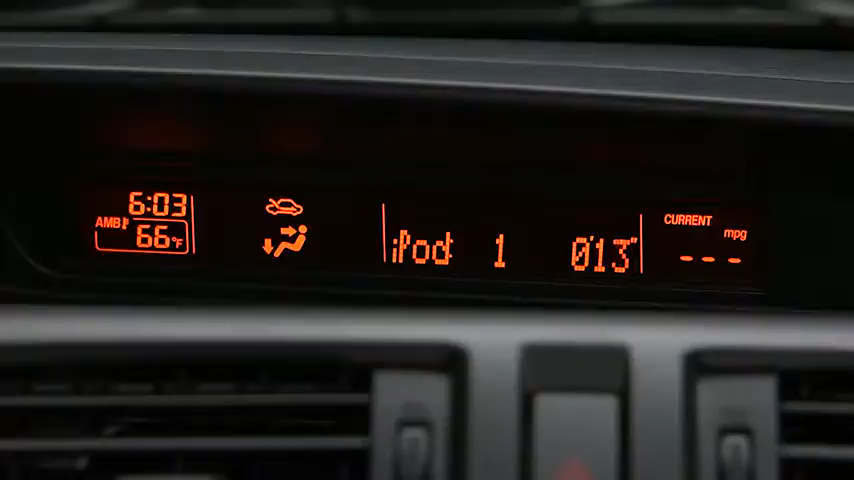 6:03
AMB 66°F
iPod 1 0'13"
CURRENT
mpg
---